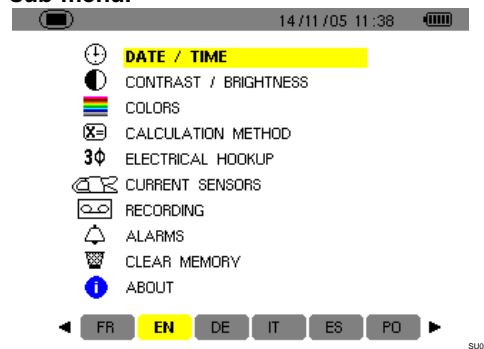 sub-menu.
14/11/05 11:38
DATE / TIME
CONTRAST / BRIGHTNESS
COLORS
X= CALCULATION METHOD
3Φ ELECTRICAL HOOKUP
CURRENT SENSORS
RECORDING
ALARMS
CLEAR MEMORY
i ABOUT
FR EN DE IT ES PO
SU0